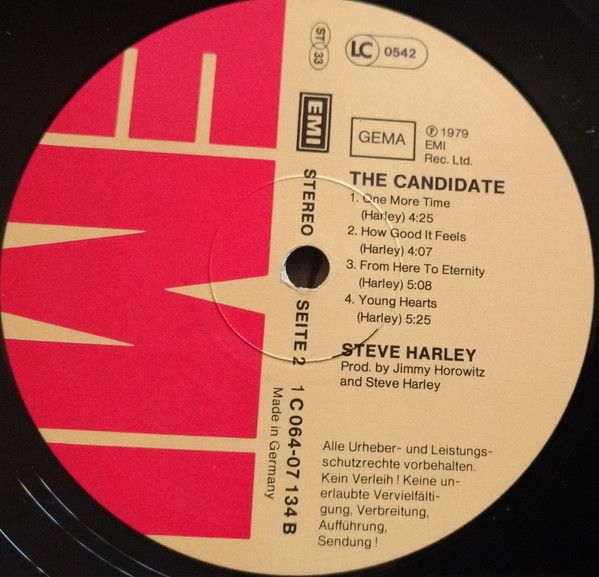 ST 33
LC 0542
EMI
GEMA
℗ 1979
EMI
Rec. Ltd.
STEREO
THE CANDIDATE
1. One More Time
(Harley) 4:25
2. How Good It Feels
(Harley) 4:07
3. From Here To Eternity
(Harley) 5:08
4. Young Hearts
(Harley) 5:25
STEVE HARLEY
Prod. by Jimmy Horowitz
and Steve Harley
SEITE 2
1 C 064-07 134 B
Made in Germany
Alle Urheber- und Leistungs-
schutzrechte vorbehalten.
Kein Verleih! Keine un-
erlaubte Vervielfälti-
gung, Verbreitung,
Aufführung,
Sendung!
EMI